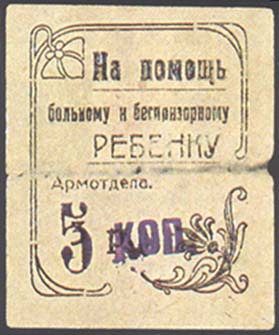 На помощь
больному и беспризорному
РЕБЕНКУ
Армотдела.
5 коп.